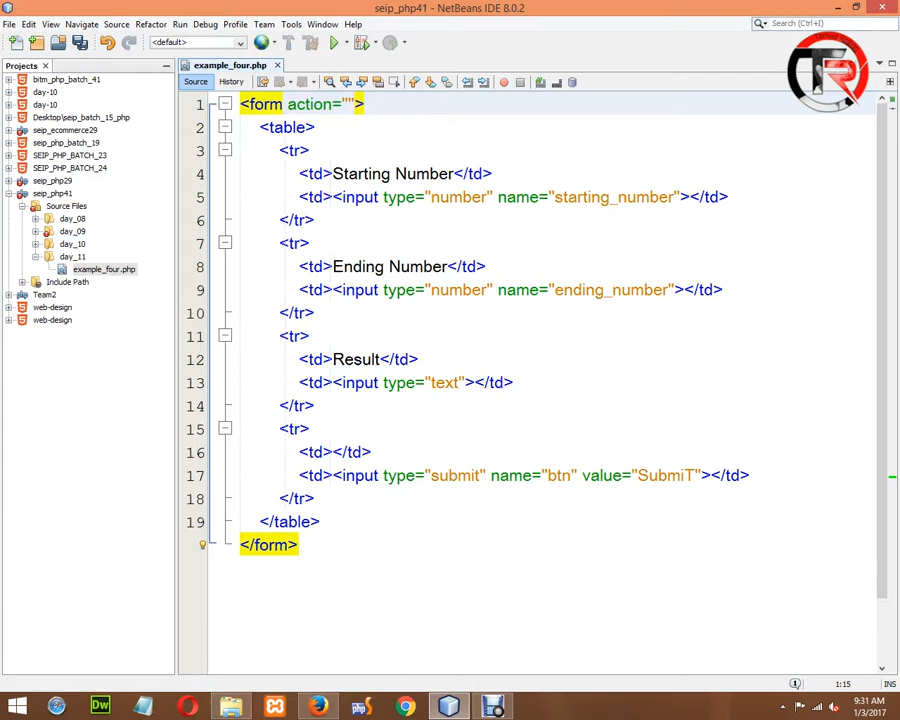 seip_php41 - NetBeans IDE 8.0.2
File Edit View Navigate Source Refactor Run Debug Profile Team Tools Window Help
Search (Ctrl+I)
<default>
Projects
example_four.php
Source History
bitm_php_batch_41
day-10
day-10
Desktop\seip_batch_15_php
seip_ecommerce29
seip_php_batch_19
SEIP_PHP_BATCH_23
SEIP_PHP_BATCH_24
seip_php29
seip_php41
Source Files
day_08
day_09
day_10
day_11
example_four.php
Include Path
Team2
web-design
web-design
1 <form action="">
2 <table>
3 <tr>
4 <td>Starting Number</td>
5 <td><input type="number" name="starting_number"></td>
6 </tr>
7 <tr>
8 <td>Ending Number</td>
9 <td><input type="number" name="ending_number"></td>
10 </tr>
11 <tr>
12 <td>Result</td>
13 <td><input type="text"></td>
14 </tr>
15 <tr>
16 <td></td>
17 <td><input type="submit" name="btn" value="SubmiT"></td>
18 </tr>
19 </table>
</form>
1:15 INS
Dw
php
9:31 AM
1/3/2017